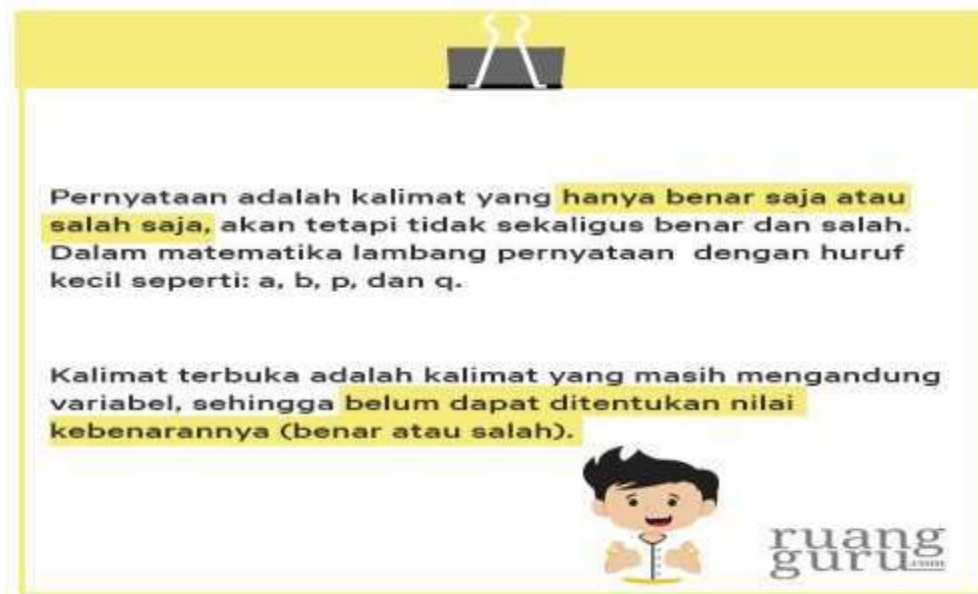 Pernyataan adalah kalimat yang hanya benar saja atau
salah saja, akan tetapi tidak sekaligus benar dan salah.
Dalam matematika lambang pernyataan dengan huruf
kecil seperti: a, b, p, dan q.
Kalimat terbuka adalah kalimat yang masih mengandung
variabel, sehingga belum dapat ditentukan nilai
kebenarannya (benar atau salah).
ruang
guru.com